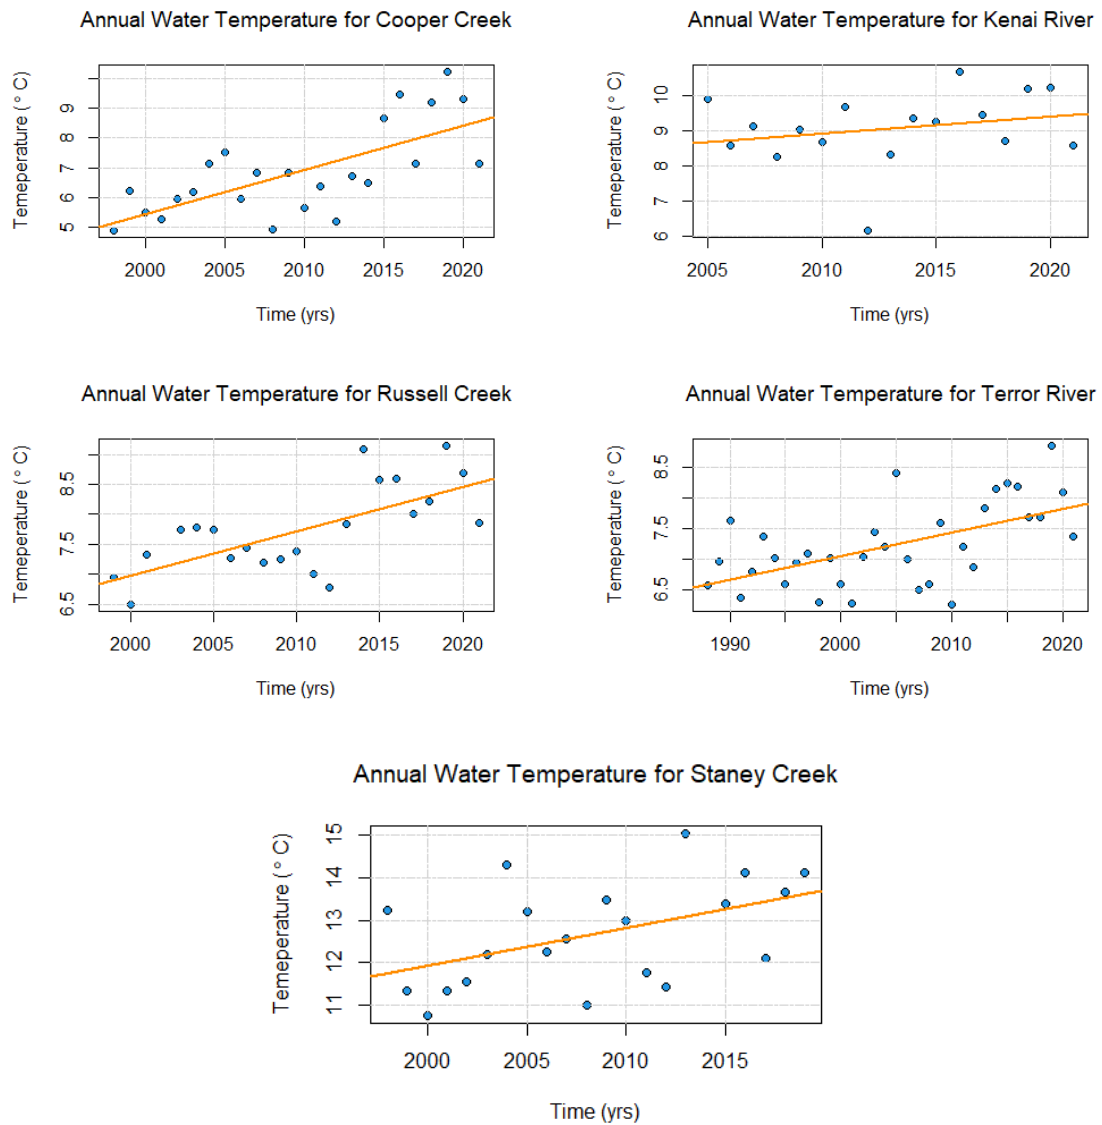 Annual Water Temperature for Cooper Creek
Temeperature ( ° C)
5 6 7 8 9
2000 2005 2010 2015 2020
Time (yrs)
Annual Water Temperature for Kenai River
Temeperature ( ° C)
6 7 8 9 10
2005 2010 2015 2020
Time (yrs)
Annual Water Temperature for Russell Creek
Temeperature ( ° C)
6.5 7.5 8.5
2000 2005 2010 2015 2020
Time (yrs)
Annual Water Temperature for Terror River
Temeperature ( ° C)
6.5 7.5 8.5
1990 2000 2010 2020
Time (yrs)
Annual Water Temperature for Staney Creek
Temeperature ( ° C)
11 12 13 14 15
2000 2005 2010 2015
Time (yrs)